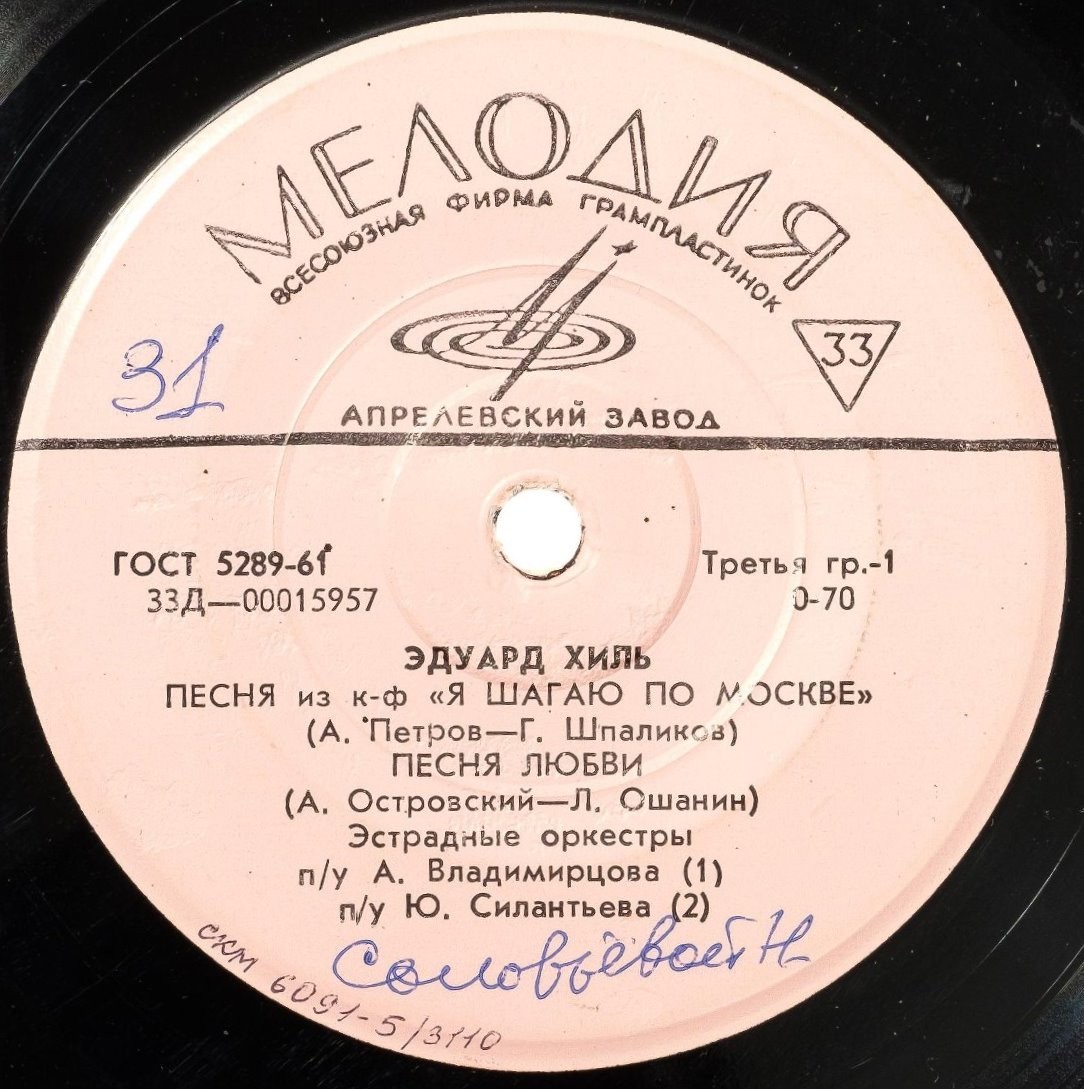 МЕЛОДИЯ
ВСЕСОЮЗНАЯ ФИРМА ГРАМПЛАСТИНОК
33
31
АПРЕЛЕВСКИЙ ЗАВОД
ГОСТ 5289-61
Третья гр.-1
33Д—00015957
0-70
ЭДУАРД ХИЛЬ
ПЕСНЯ из к-ф «Я ШАГАЮ ПО МОСКВЕ»
(А. Петров—Г. Шпаликов)
ПЕСНЯ ЛЮБВИ
(А. Островский—Л. Ошанин)
Эстрадные оркестры
п/у А. Владимирцова (1)
п/у Ю. Силантьева (2)
Соловьёвой Н
СКМ 6091-5/3110